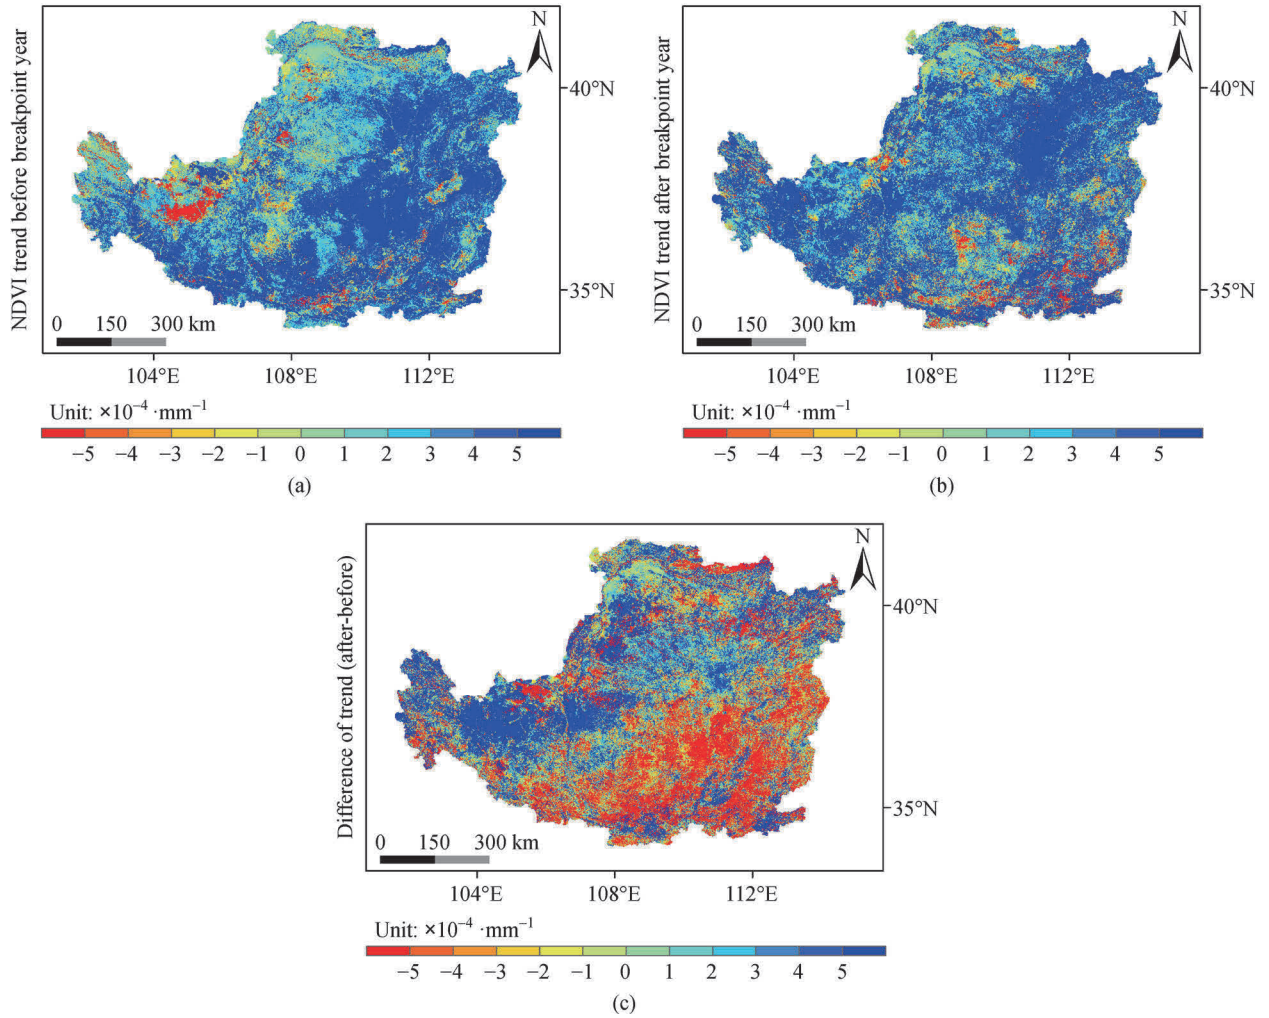 NDVI trend before breakpoint year
N
40°N
35°N
0 150 300 km
104°E 108°E 112°E
Unit: ×10⁻⁴ ·mm⁻¹
−5 −4 −3 −2 −1 0 1 2 3 4 5
(a)
NDVI trend after breakpoint year
N
40°N
35°N
0 150 300 km
104°E 108°E 112°E
Unit: ×10⁻⁴ ·mm⁻¹
−5 −4 −3 −2 −1 0 1 2 3 4 5
(b)
Difference of trend (after-before)
N
40°N
35°N
0 150 300 km
104°E 108°E 112°E
Unit: ×10⁻⁴ ·mm⁻¹
−5 −4 −3 −2 −1 0 1 2 3 4 5
(c)